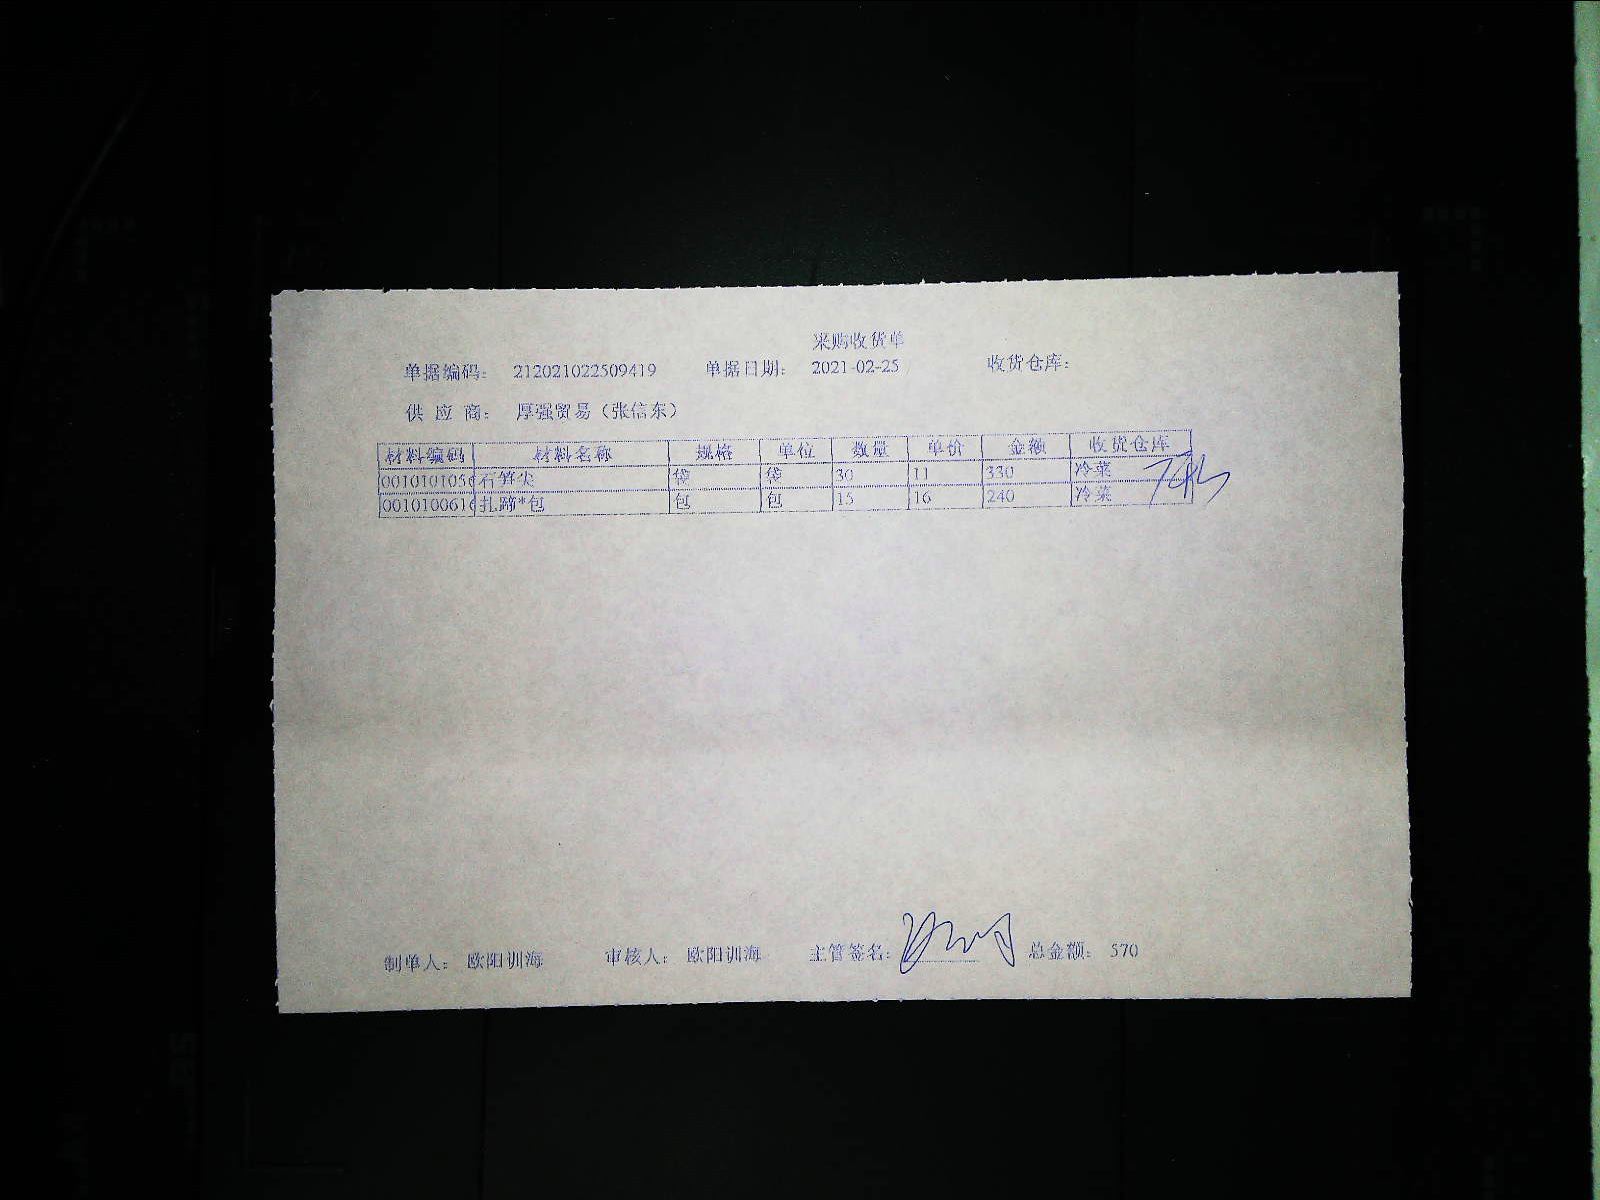 采购收货单
单据编码： 212021022509419 单据日期： 2021-02-25 收货仓库：
供 应 商： 厚强贸易（张信东）
材料编码 材料名称 规格 单位 数量 单价 金额 收货仓库
001010105 石笋尖 袋 袋 30 11 330 冷菜
001010061 扎蹄*包 包 包 15 16 240 冷菜
制单人： 欧阳训海 审核人： 欧阳训海 主管签名： 总金额： 570